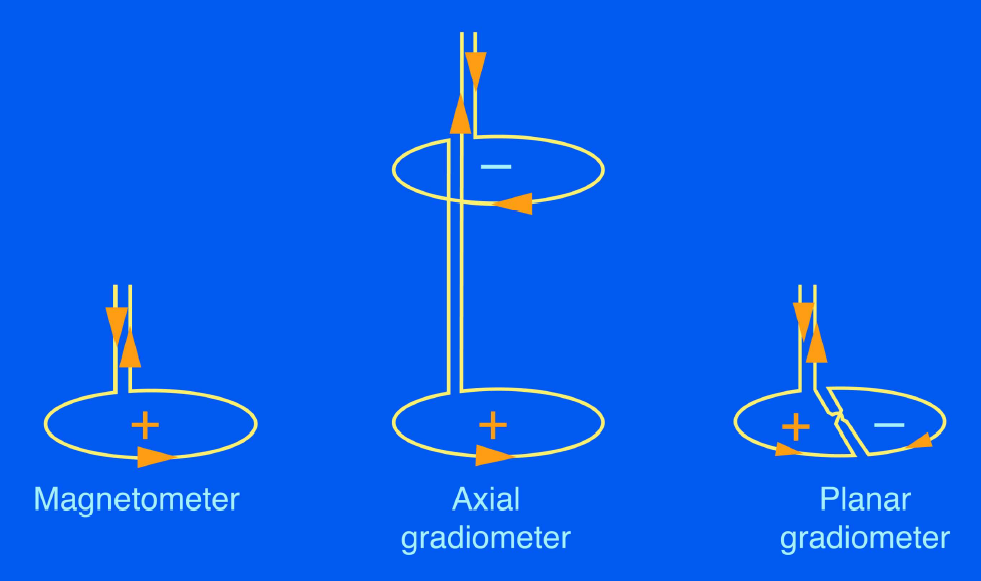 −
+
+
+
−
Magnetometer
Axial
gradiometer
Planar
gradiometer